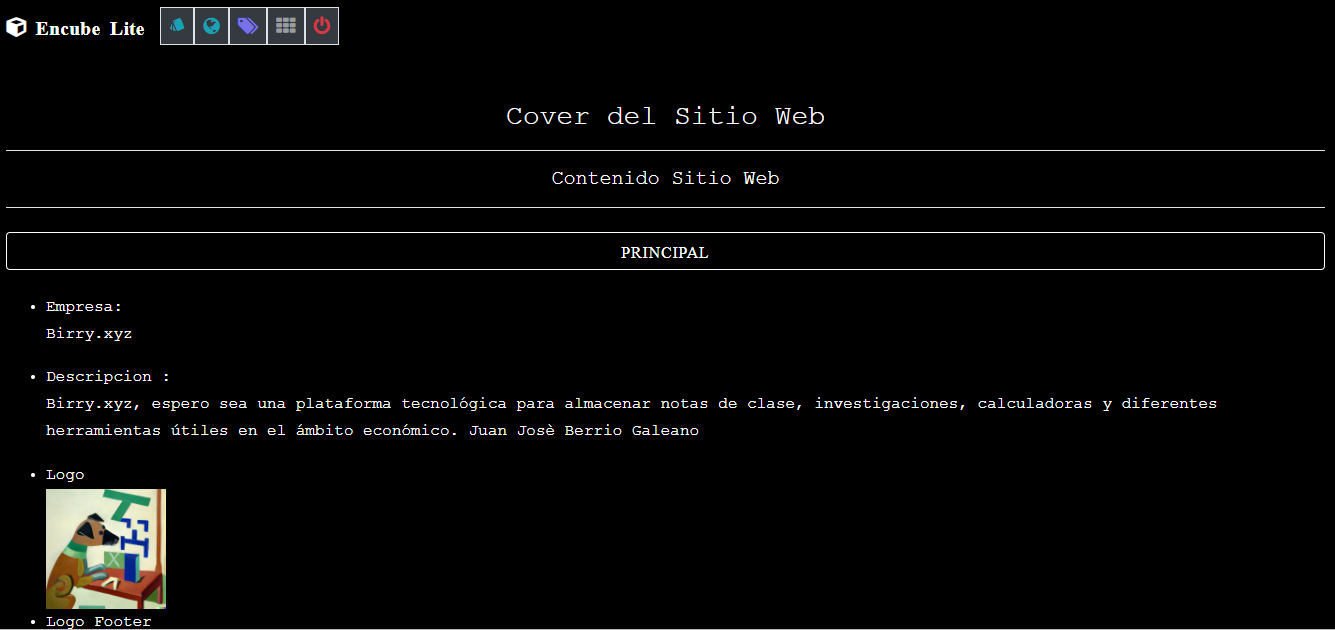 Encube Lite
Cover del Sitio Web
Contenido Sitio Web
PRINCIPAL
Empresa:
Birry.xyz
Descripcion :
Birry.xyz, espero sea una plataforma tecnológica para almacenar notas de clase, investigaciones, calculadoras y diferentes
herramientas útiles en el ámbito económico. Juan Josè Berrio Galeano
Logo
Logo Footer